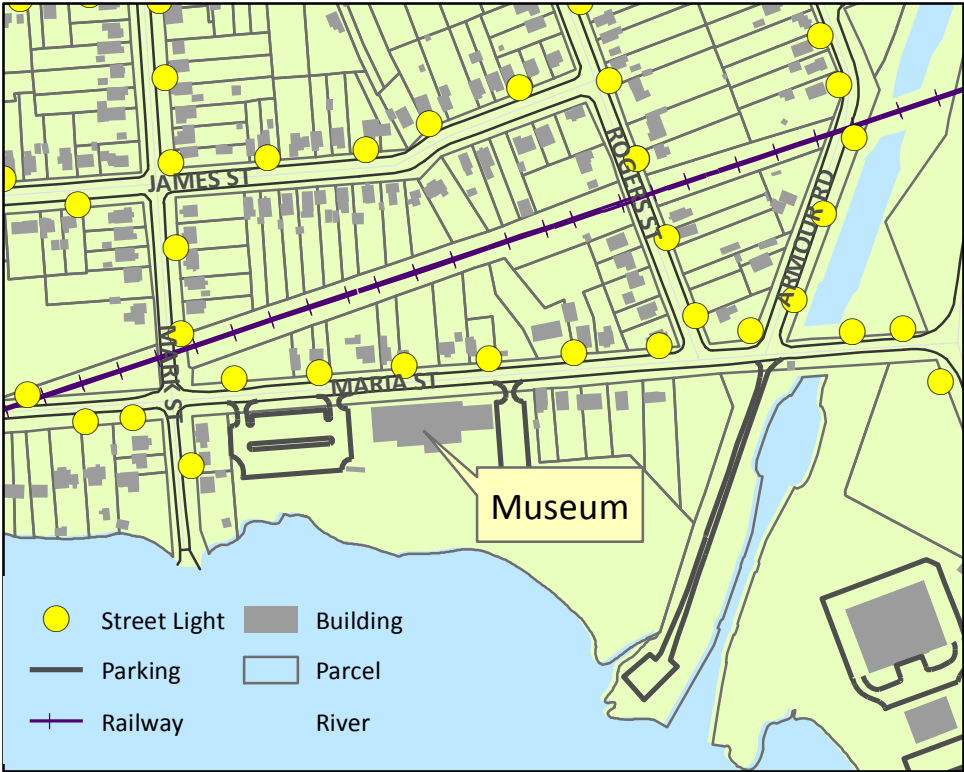 JAMES ST
ROGERS ST
ARMOUR RD
MARK ST
MARIA ST
Museum
Street Light
Building
Parking
Parcel
Railway
River